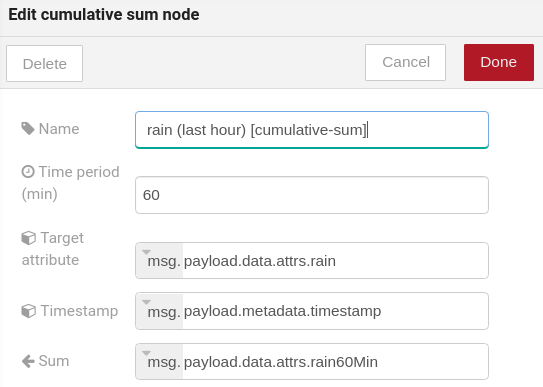 Edit cumulative sum node
Delete
Cancel
Done
Name
rain (last hour) [cumulative-sum]
Time period
(min)
60
Target
attribute
msg. payload.data.attrs.rain
Timestamp
msg. payload.metadata.timestamp
Sum
msg. payload.data.attrs.rain60Min